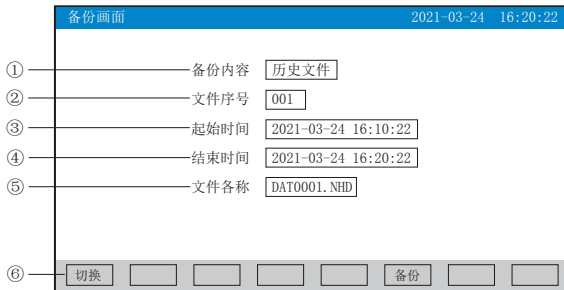 备份画面 2021-03-24 16:20:22
① 备份内容 历史文件
② 文件序号 001
③ 起始时间 2021-03-24 16:10:22
④ 结束时间 2021-03-24 16:20:22
⑤ 文件各称 DAT0001.NHD
⑥ 切换 备份